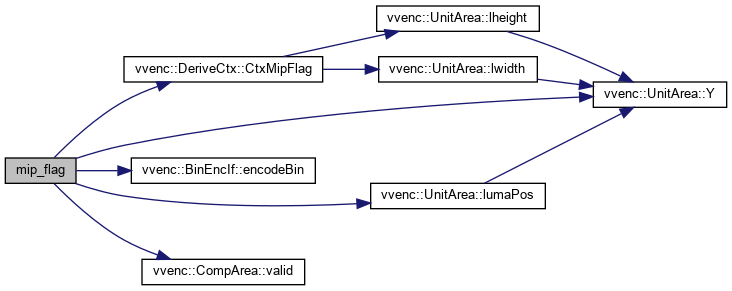 mip_flag
vvenc::DeriveCtx::CtxMipFlag
vvenc::UnitArea::lheight
vvenc::UnitArea::lwidth
vvenc::UnitArea::Y
vvenc::BinEncIf::encodeBin
vvenc::UnitArea::lumaPos
vvenc::CompArea::valid